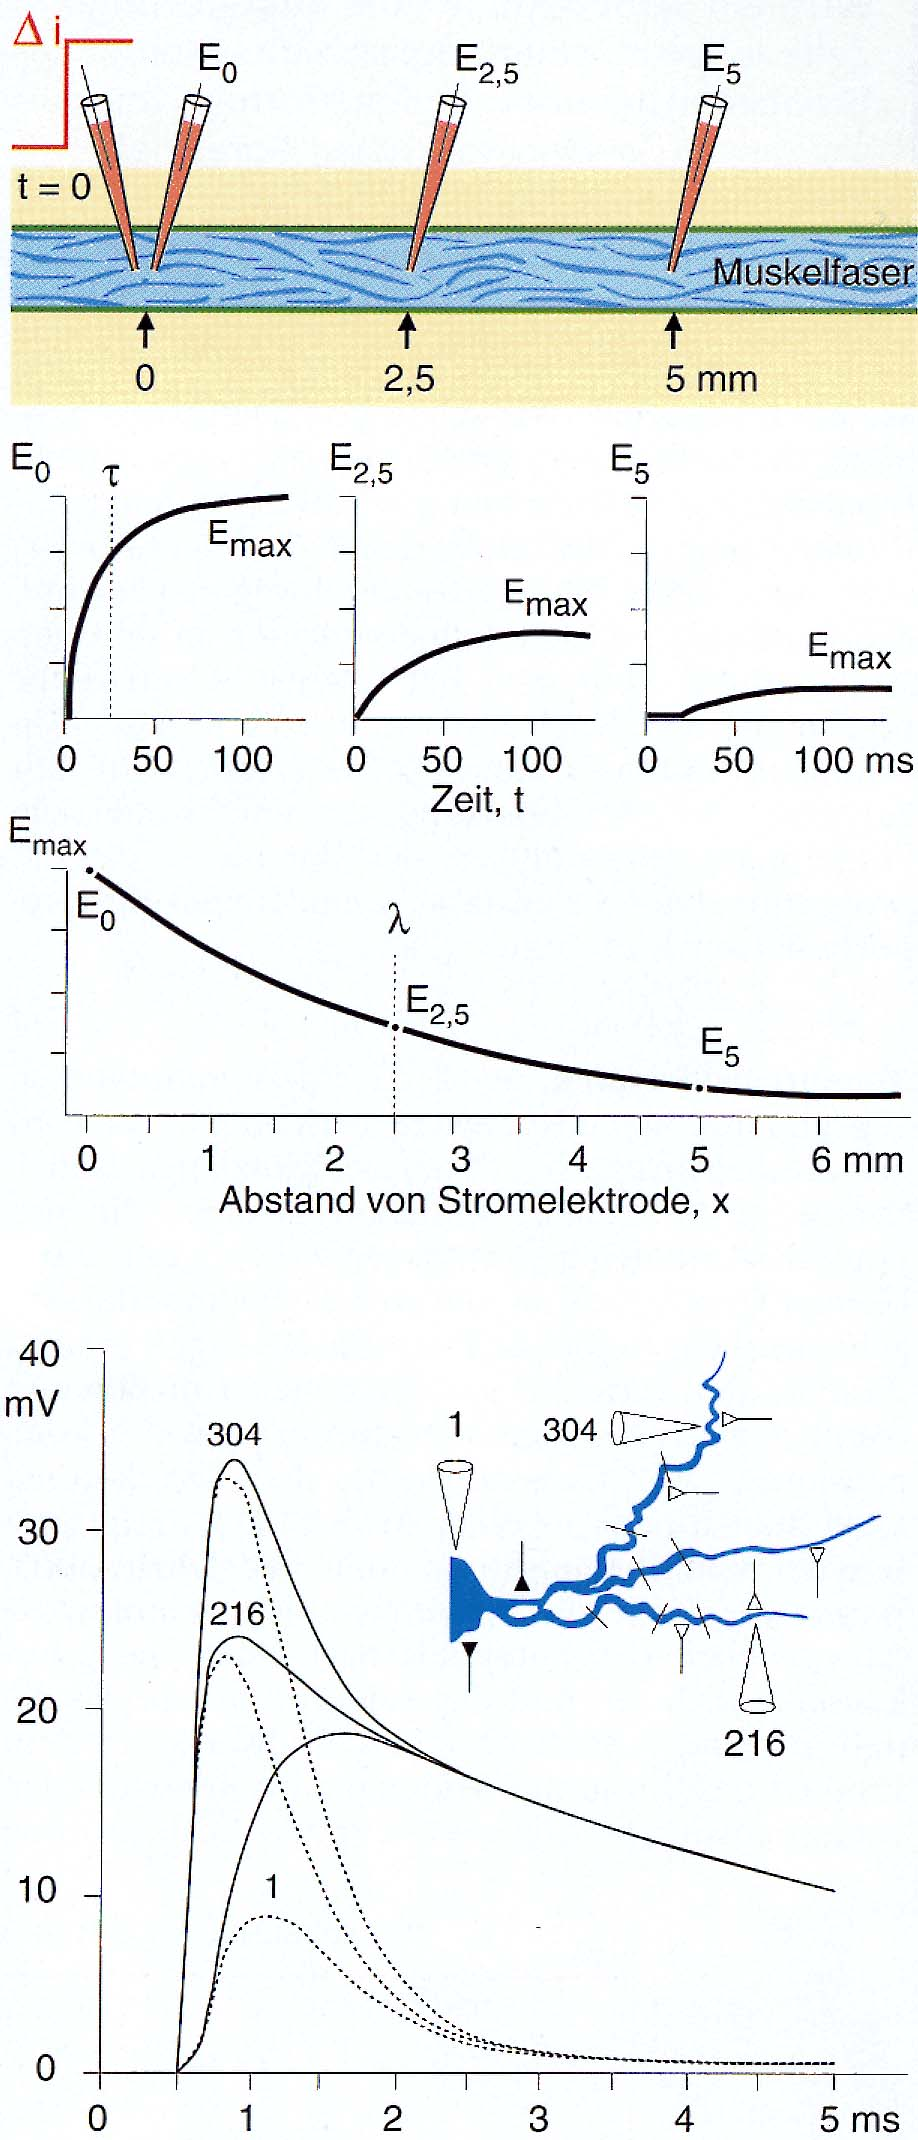 Δ i
E0 E2,5 E5
t = 0
Muskelfaser
0 2,5 5 mm
E0 τ E2,5 E5
Emax Emax Emax
0 50 100 0 50 100 0 50 100 ms
Zeit, t
Emax
E0 λ E2,5 E5
0 1 2 3 4 5 6 mm
Abstand von Stromelektrode, x
40
mV
304 1 304
30
216
20
216
10
1
0
0 1 2 3 4 5 ms